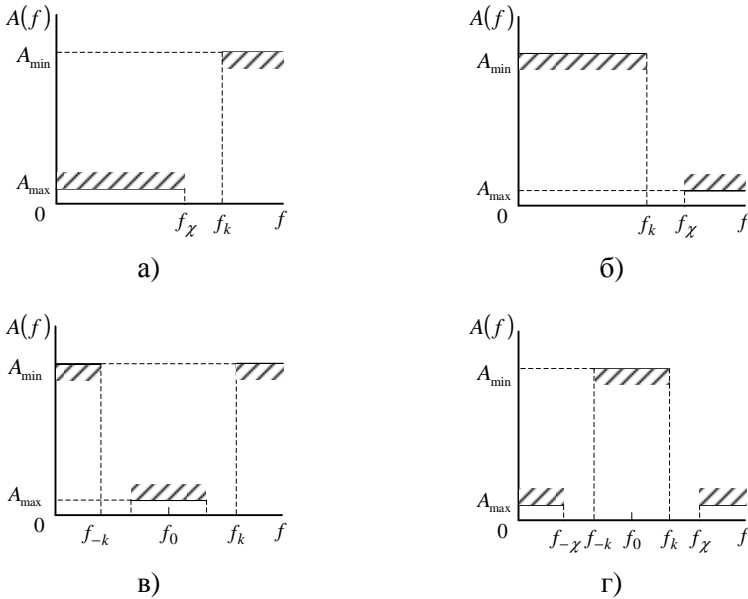 A(f) A(f)
A_min A_min
A_max A_max
0 f_χ f_k f 0 f_k f_χ f
а) б)
A(f) A(f)
A_min A_min
A_max A_max
0 f_{-k} f_0 f_k f 0 f_{-χ} f_{-k} f_0 f_k f_χ f
в) г)